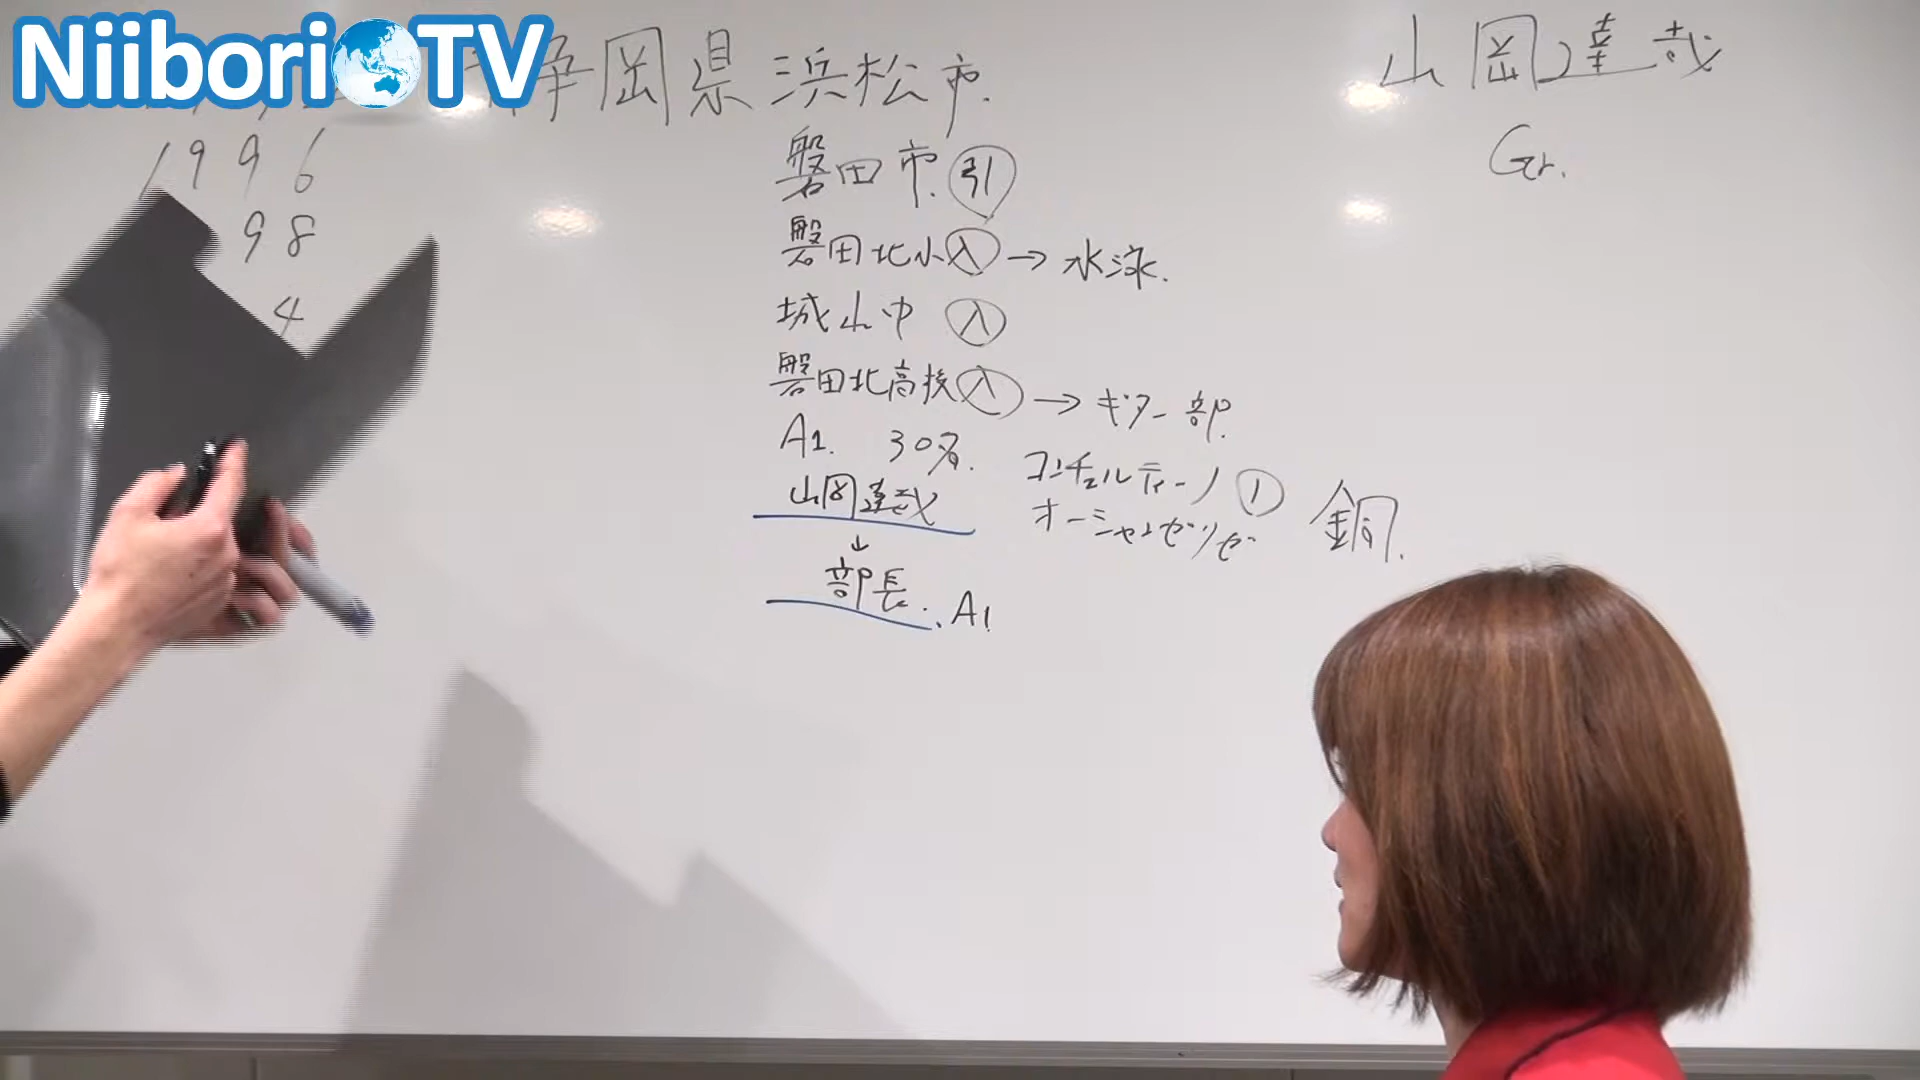 Niibori TV
静岡県浜松市.
山岡達哉
Gr.
1996
磐田市.引
98
磐田北小入→水泳.
4
城山中 入
磐田北高校入→ギター部.
A1. 30名.
コンチェルティーノ 1
山岡達哉
オーシャンゼリゼ
銅.
↓
部長. A1